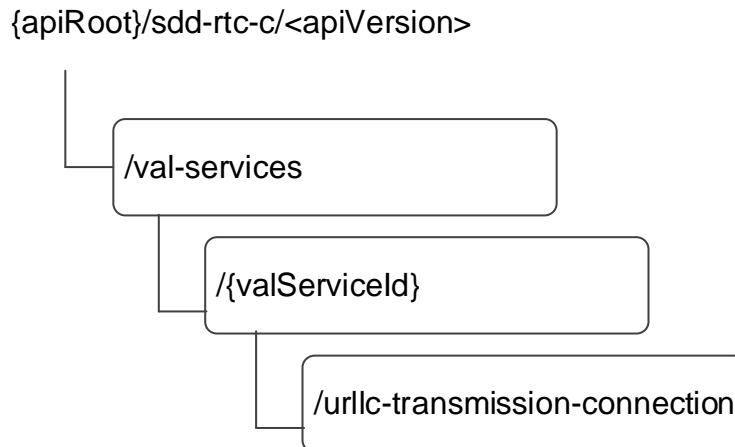 {apiRoot}/sdd-rtc-c/<apiVersion>
/val-services
/{valServiceId}
/urllc-transmission-connection